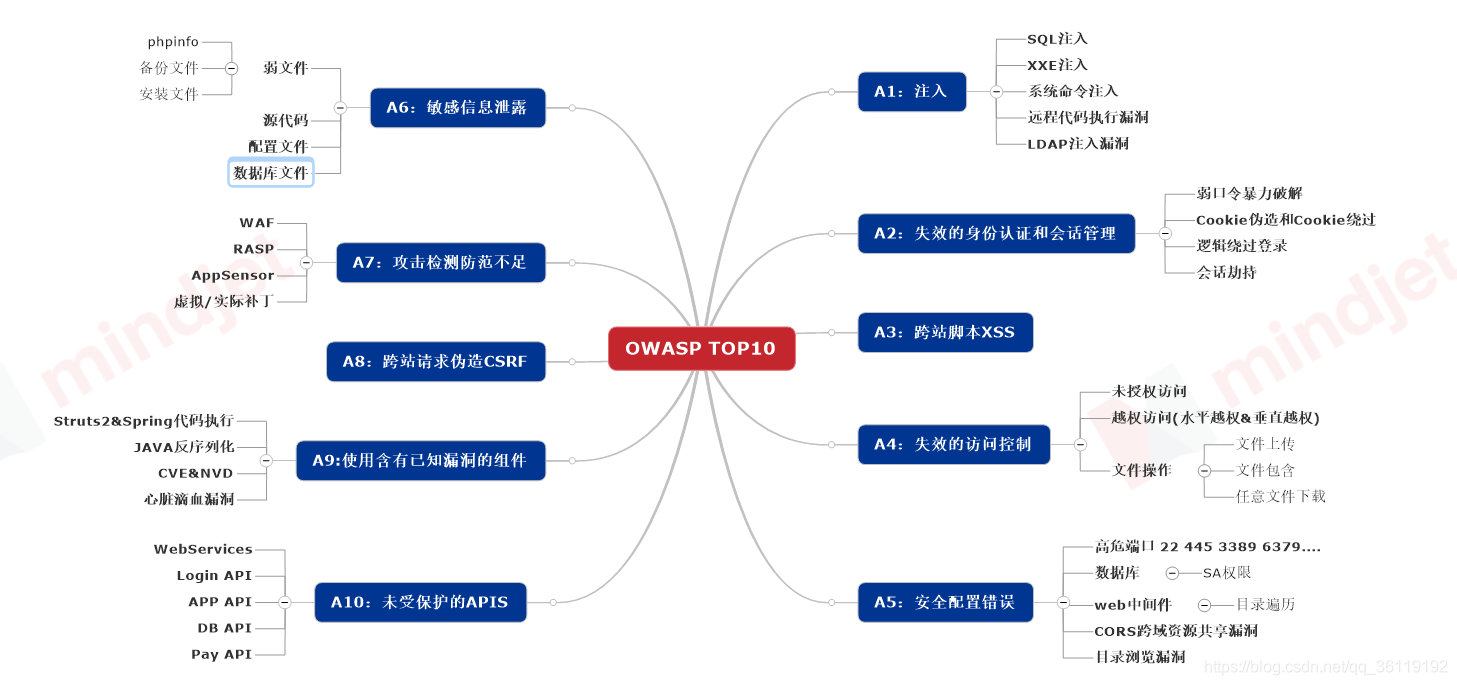 OWASP TOP10
A1：注入
SQL注入
XXE注入
系统命令注入
远程代码执行漏洞
LDAP注入漏洞
A2：失效的身份认证和会话管理
弱口令暴力破解
Cookie伪造和Cookie绕过
逻辑绕过登录
会话劫持
A3：跨站脚本XSS
A4：失效的访问控制
未授权访问
越权访问(水平越权&垂直越权)
文件操作
文件上传
文件包含
任意文件下载
A5：安全配置错误
高危端口 22 445 3389 6379....
数据库
SA权限
web中间件
目录遍历
CORS跨域资源共享漏洞
目录浏览漏洞
A6：敏感信息泄露
弱文件
phpinfo
备份文件
安装文件
源代码
配置文件
数据库文件
A7：攻击检测防范不足
WAF
RASP
AppSensor
虚拟/实际补丁
A8：跨站请求伪造CSRF
A9:使用含有已知漏洞的组件
Struts2&Spring代码执行
JAVA反序列化
CVE&NVD
心脏滴血漏洞
A10：未受保护的APIS
WebServices
Login API
APP API
DB API
Pay API
mindjet
mindjet
https://blog.csdn.net/qq_36119192